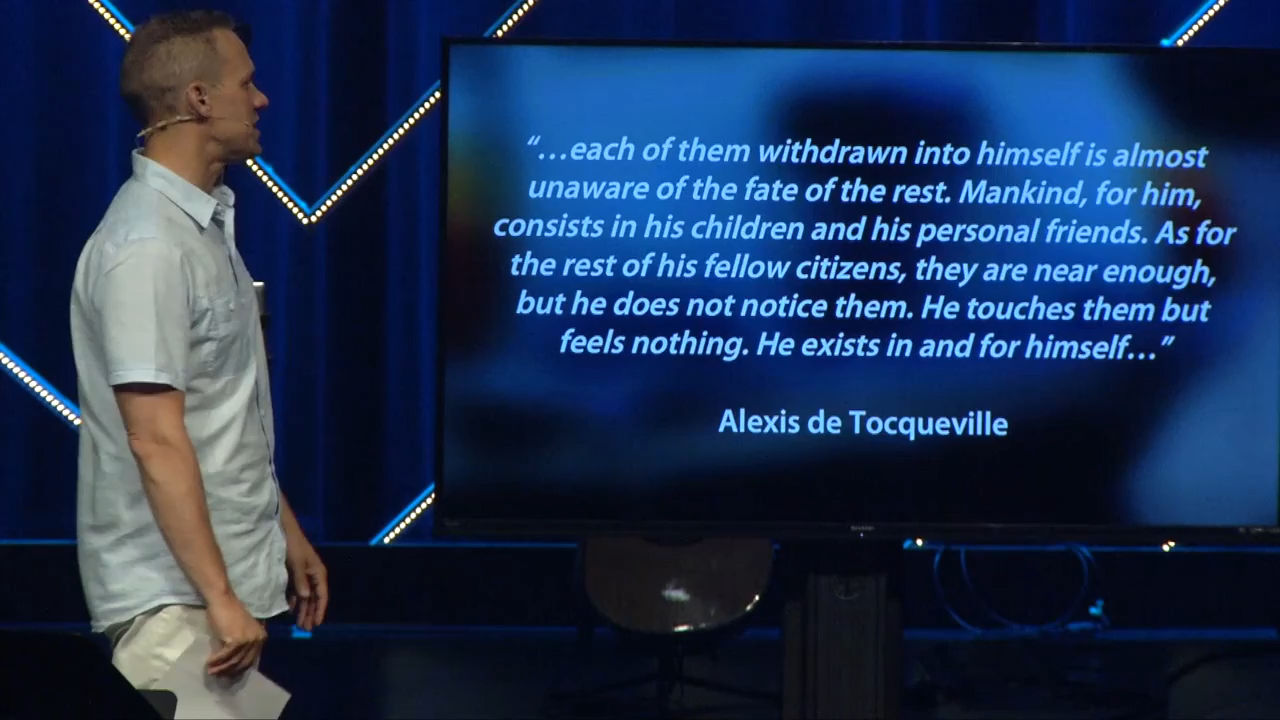 “…each of them withdrawn into himself is almost
unaware of the fate of the rest. Mankind, for him,
consists in his children and his personal friends. As for
the rest of his fellow citizens, they are near enough,
but he does not notice them. He touches them but
feels nothing. He exists in and for himself…”
Alexis de Tocqueville